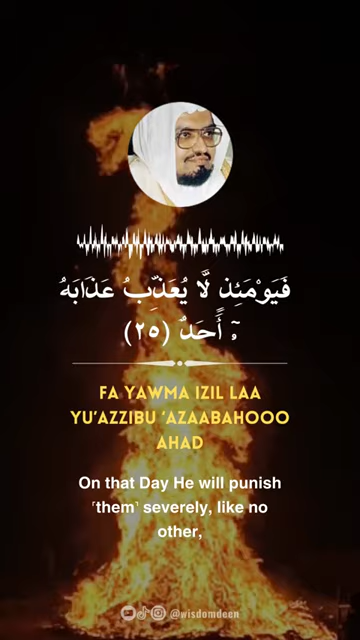 فَيَوْمَئِذٍ لَّا يُعَذِّبُ عَذَابَهُ
ۥٓ أَحَدٌ (٢٥)
FA YAWMA IZIL LAA
YU'AZZIBU 'AZAABAHOOO
AHAD
On that Day He will punish
˹them˺ severely, like no
other,
@wisdomdeen